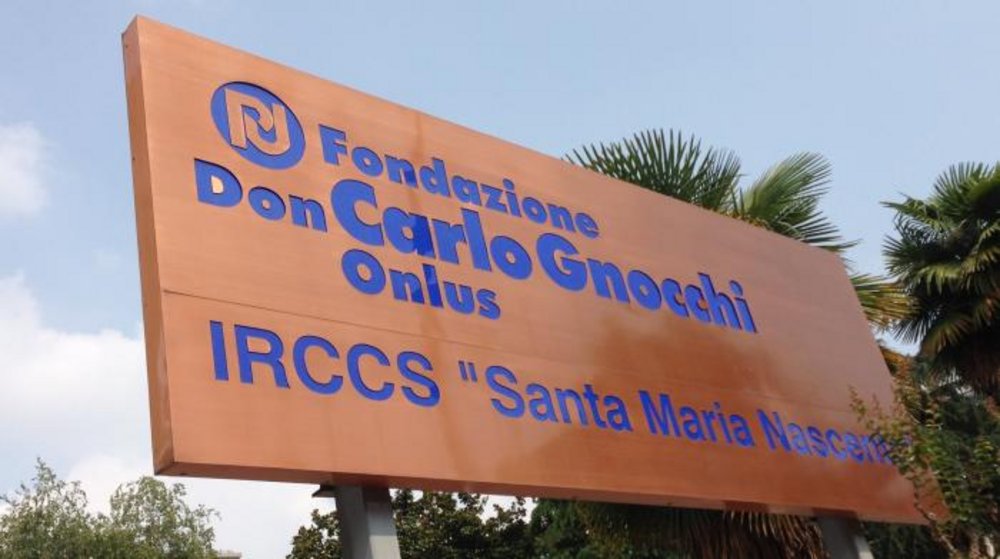 Fondazione
Don Carlo Gnocchi
Onlus
IRCCS "Santa Maria